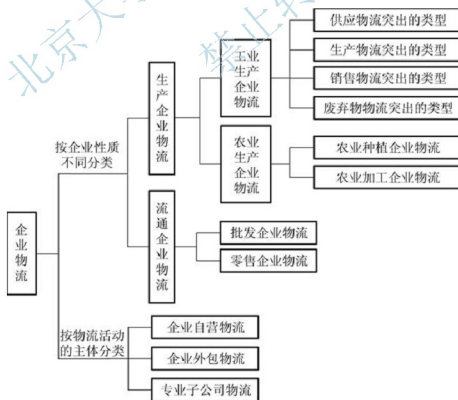 北京大学
禁止
供应物流突出的类型
工业生产企业物流
生产物流突出的类型
生产企业物流
销售物流突出的类型
废弃物物流突出的类型
按企业性质
不同分类
农业生产企业物流
农业种植企业物流
农业加工企业物流
企业物流
流通企业物流
批发企业物流
零售企业物流
按物流活动
的主体分类
企业自营物流
企业外包物流
专业子公司物流